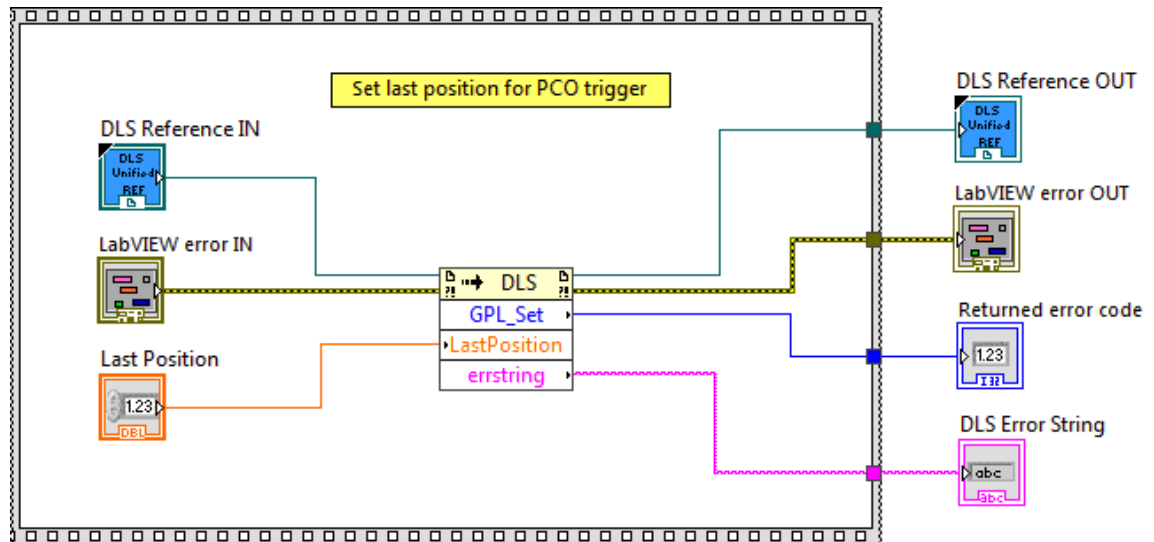 Set last position for PCO trigger
DLS Reference IN
DLS
Unified
REF
LabVIEW error IN
Last Position
1.23
DBL
DLS
GPL_Set
LastPosition
errstring
DLS Reference OUT
DLS
Unified
REF
LabVIEW error OUT
Returned error code
1.23
I32
DLS Error String
abc
abc